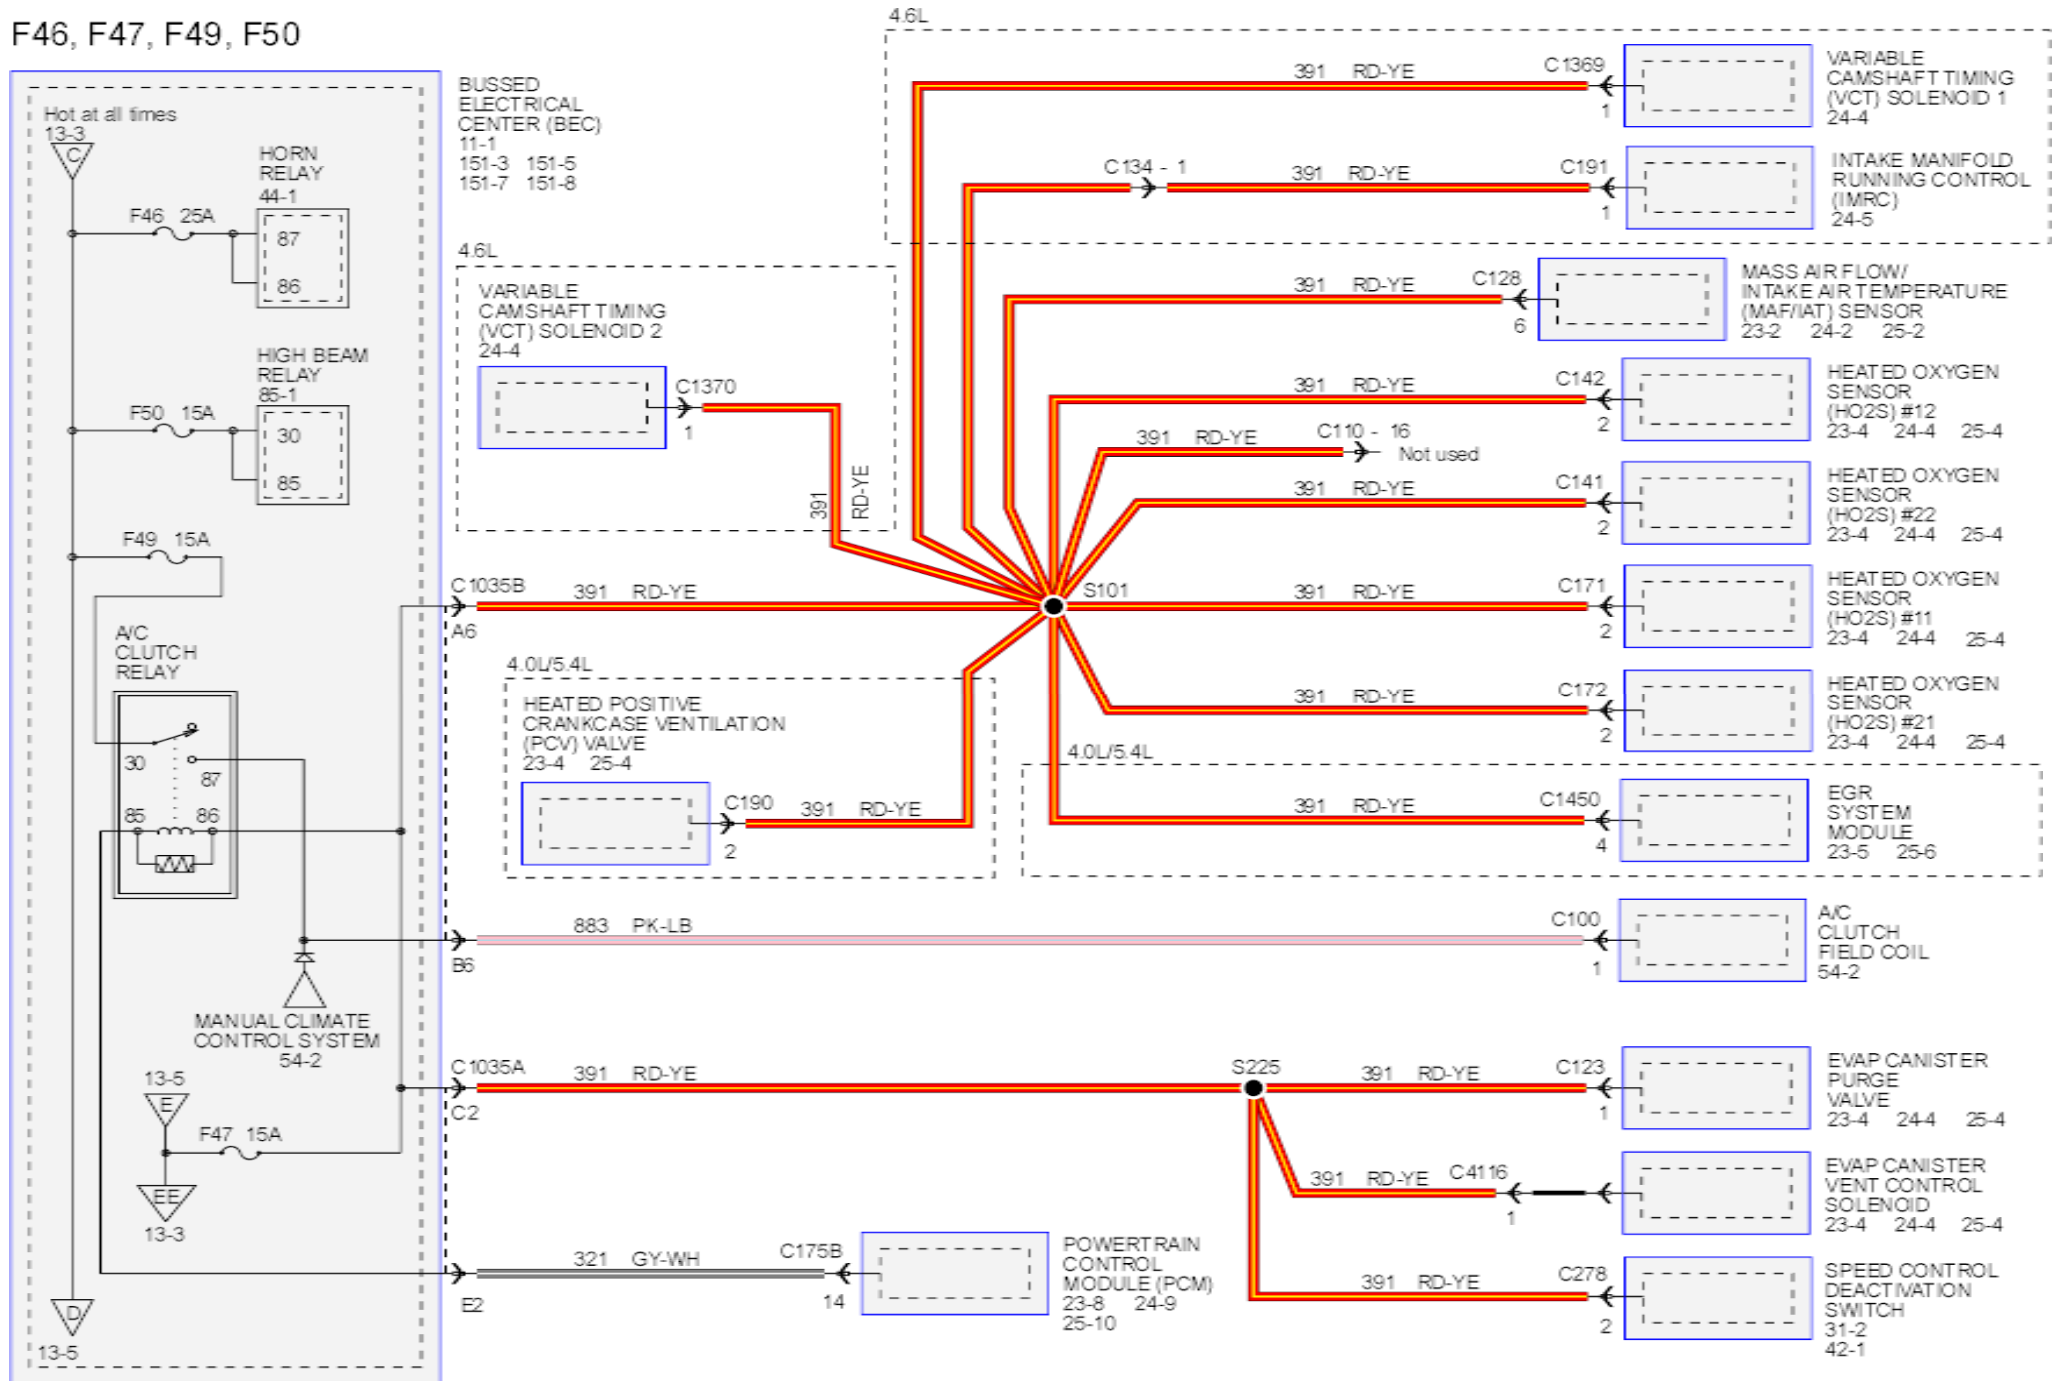 F46, F47, F49, F50
Hot at all times
13-3
C
HORN
RELAY
44-1
F46 25A
87
86
HIGH BEAM
RELAY
85-1
F50 15A
30
85
F49 15A
A/C
CLUTCH
RELAY
30
87
85
86
MANUAL CLIMATE
CONTROL SYSTEM
54-2
13-5
E
F47 15A
EE
13-3
D
13-5
BUSSED
ELECTRICAL
CENTER (BEC)
11-1
151-3 151-5
151-7 151-8
4.6L
VARIABLE
CAMSHAFT TIMING
(VCT) SOLENOID 2
24-4
C1370
1
391
RD-YE
4.6L
391 RD-YE
C1369
1
VARIABLE
CAMSHAFT TIMING
(VCT) SOLENOID 1
24-4
C134 - 1
391 RD-YE
C191
1
INTAKE MANIFOLD
RUNNING CONTROL
(IMRC)
24-5
391 RD-YE
C128
6
MASS AIR FLOW/
INTAKE AIR TEMPERATURE
(MAF/IAT) SENSOR
23-2 24-2 25-2
391 RD-YE
C142
2
HEATED OXYGEN
SENSOR
(HO2S) #12
23-4 24-4 25-4
391 RD-YE
C110 - 16
Not used
391 RD-YE
C141
2
HEATED OXYGEN
SENSOR
(HO2S) #22
23-4 24-4 25-4
C1035B
A6
391 RD-YE
S101
391 RD-YE
C171
2
HEATED OXYGEN
SENSOR
(HO2S) #11
23-4 24-4 25-4
391 RD-YE
C172
2
HEATED OXYGEN
SENSOR
(HO2S) #21
23-4 24-4 25-4
4.0L/5.4L
HEATED POSITIVE
CRANKCASE VENTILATION
(PCV) VALVE
23-4 25-4
C190
2
391 RD-YE
4.0L/5.4L
391 RD-YE
C1450
4
EGR
SYSTEM
MODULE
23-5 25-6
883 PK-LB
B6
C100
1
A/C
CLUTCH
FIELD COIL
54-2
C1035A
C2
391 RD-YE
S225
391 RD-YE
C123
1
EVAP CANISTER
PURGE
VALVE
23-4 24-4 25-4
391 RD-YE
C4116
1
EVAP CANISTER
VENT CONTROL
SOLENOID
23-4 24-4 25-4
E2
321 GY-WH
C175B
14
POWERTRAIN
CONTROL
MODULE (PCM)
23-8 24-9
25-10
391 RD-YE
C278
2
SPEED CONTROL
DEACTIVATION
SWITCH
31-2
42-1